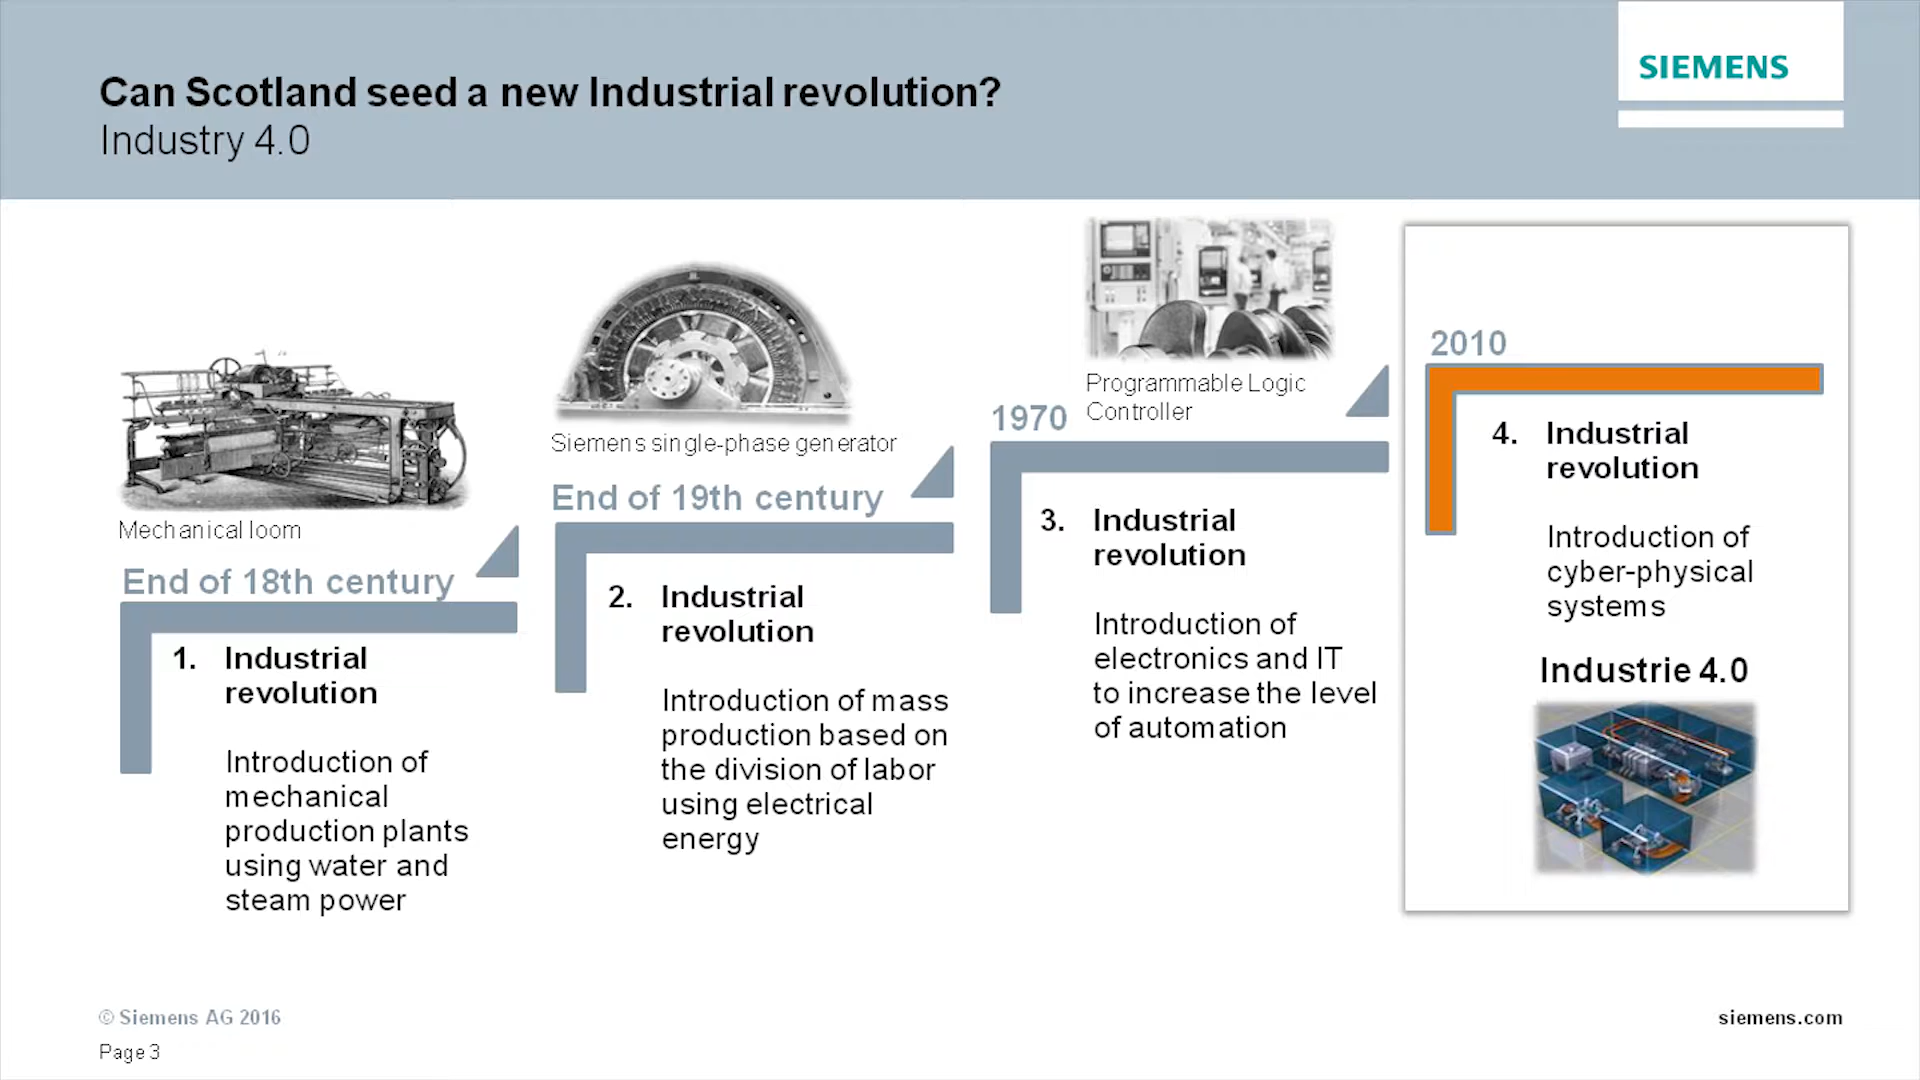 Can Scotland seed a new Industrial revolution?
Industry 4.0
SIEMENS
Mechanical loom
End of 18th century
1. Industrial
revolution
Introduction of
mechanical
production plants
using water and
steam power
Siemens single-phase generator
End of 19th century
2. Industrial
revolution
Introduction of mass
production based on
the division of labor
using electrical
energy
Programmable Logic
Controller
1970
3. Industrial
revolution
Introduction of
electronics and IT
to increase the level
of automation
2010
4. Industrial
revolution
Introduction of
cyber-physical
systems
Industrie 4.0
© Siemens AG 2016
Page 3
siemens.com